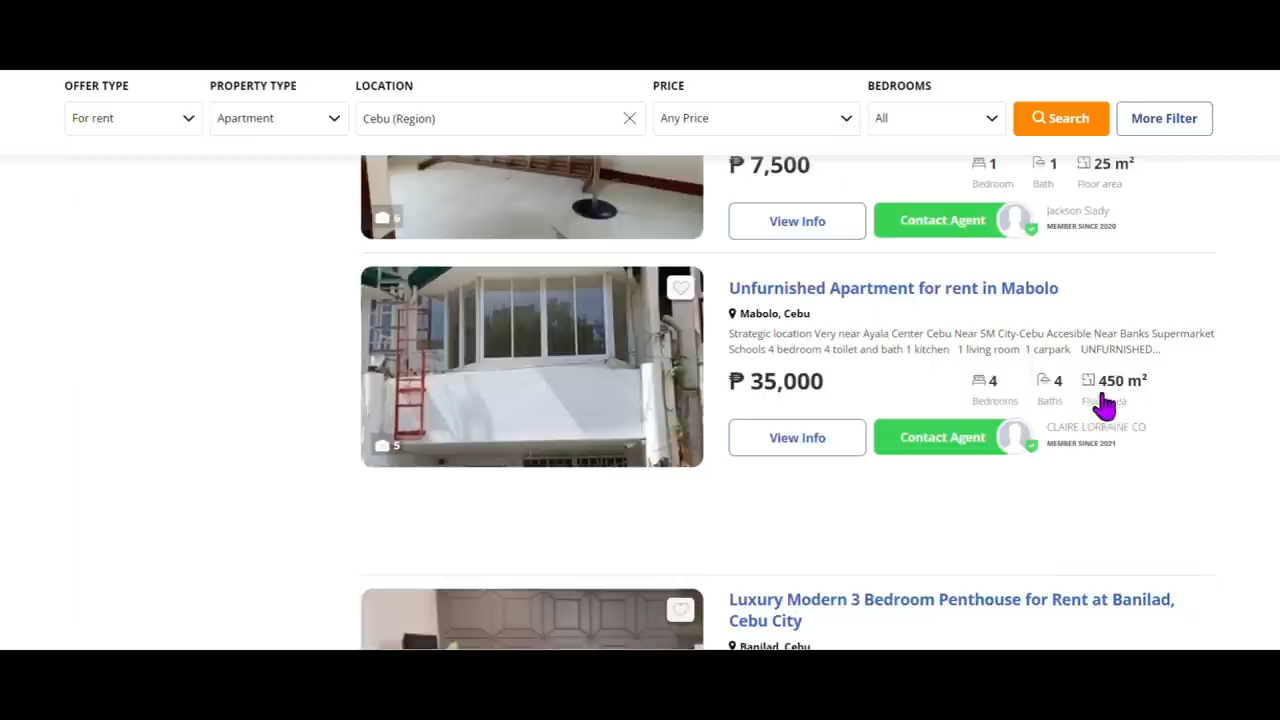 OFFER TYPE
PROPERTY TYPE
LOCATION
PRICE
BEDROOMS
For rent
Apartment
Cebu (Region)
Any Price
All
Search
More Filter
6
₱ 7,500
1
1
25 m²
Bedroom
Bath
Floor area
View Info
Contact Agent
Jackson Siady
MEMBER SINCE 2020
5
Unfurnished Apartment for rent in Mabolo
Mabolo, Cebu
Strategic location Very near Ayala Center Cebu Near SM City-Cebu Accesible Near Banks Supermarket
Schools 4 bedroom 4 toilet and bath 1 kitchen 1 living room 1 carpark UNFURNISHED...
₱ 35,000
4
4
450 m²
Bedrooms
Baths
View Info
Contact Agent
CLAIRE LORRAINE CO
MEMBER SINCE 2021
Luxury Modern 3 Bedroom Penthouse for Rent at Banilad,
Cebu City
Banilad, Cebu